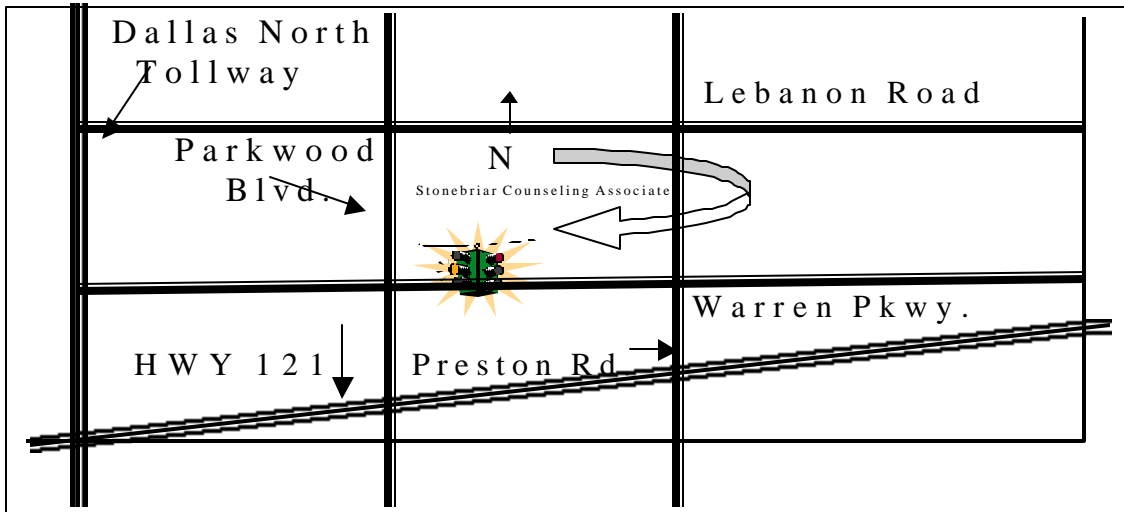 Dallas North
Tollway
Lebanon Road
Parkwood
Blvd.
N
Stonebriar Counseling Associate
Warren Pkwy.
HWY 121
Preston Rd